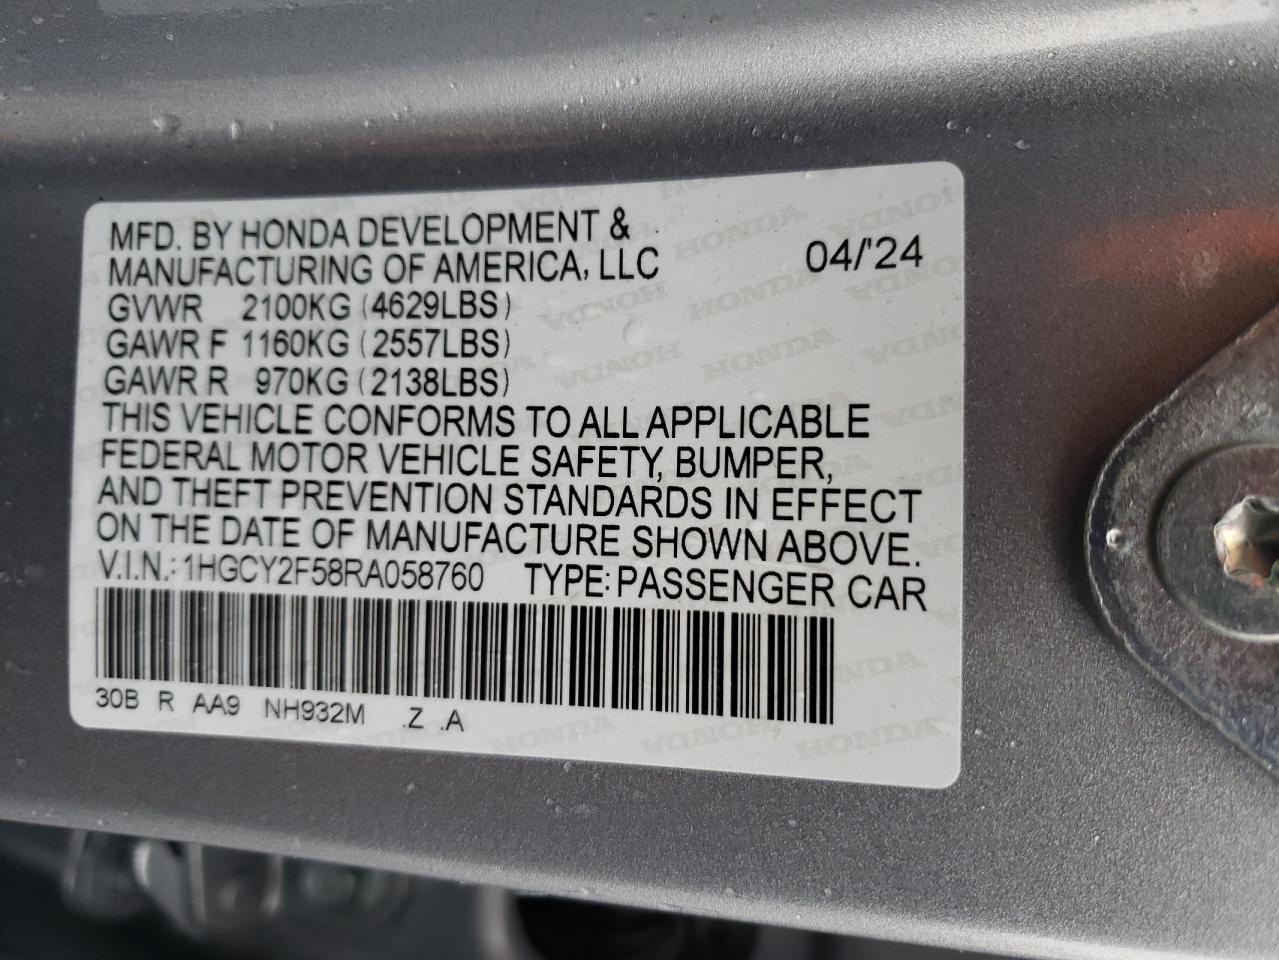 MFD. BY HONDA DEVELOPMENT &
MANUFACTURING OF AMERICA, LLC 04/'24
GVWR 2100KG (4629LBS)
GAWR F 1160KG (2557LBS)
GAWR R 970KG (2138LBS)
THIS VEHICLE CONFORMS TO ALL APPLICABLE
FEDERAL MOTOR VEHICLE SAFETY, BUMPER,
AND THEFT PREVENTION STANDARDS IN EFFECT
ON THE DATE OF MANUFACTURE SHOWN ABOVE.
V.I.N.: 1HGCY2F58RA058760 TYPE: PASSENGER CAR
30B R AA9 NH932M .Z .A